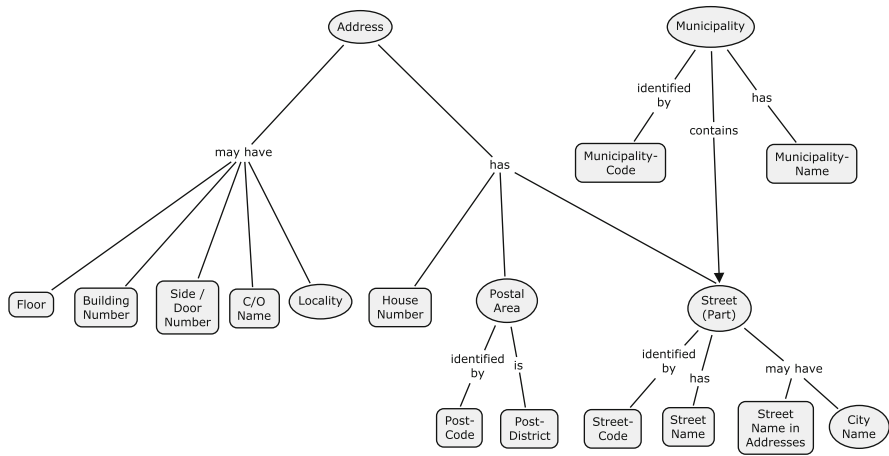 Address
Municipality
identified
by
has
contains
may have
has
Municipality-
Code
Municipality-
Name
Floor
Building
Number
Side /
Door
Number
C/O
Name
Locality
House
Number
Postal
Area
Street
(Part)
identified
by
is
identified
by
has
may have
Post-
Code
Post-
District
Street-
Code
Street
Name
Street
Name in
Addresses
City
Name